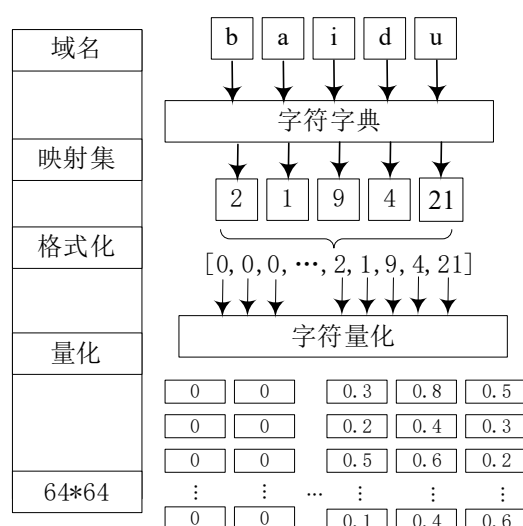 域名
b a i d u
字符字典
映射集
2 1 9 4 21
格式化
[0,0,0,…,2,1,9,4,21]
字符量化
量化
0 0 0.3 0.8 0.5
0 0 0.2 0.4 0.3
0 0 0.5 0.6 0.2
64*64
⋮ ⋮ … ⋮ ⋮ ⋮
0 0 0.1 0.4 0.6